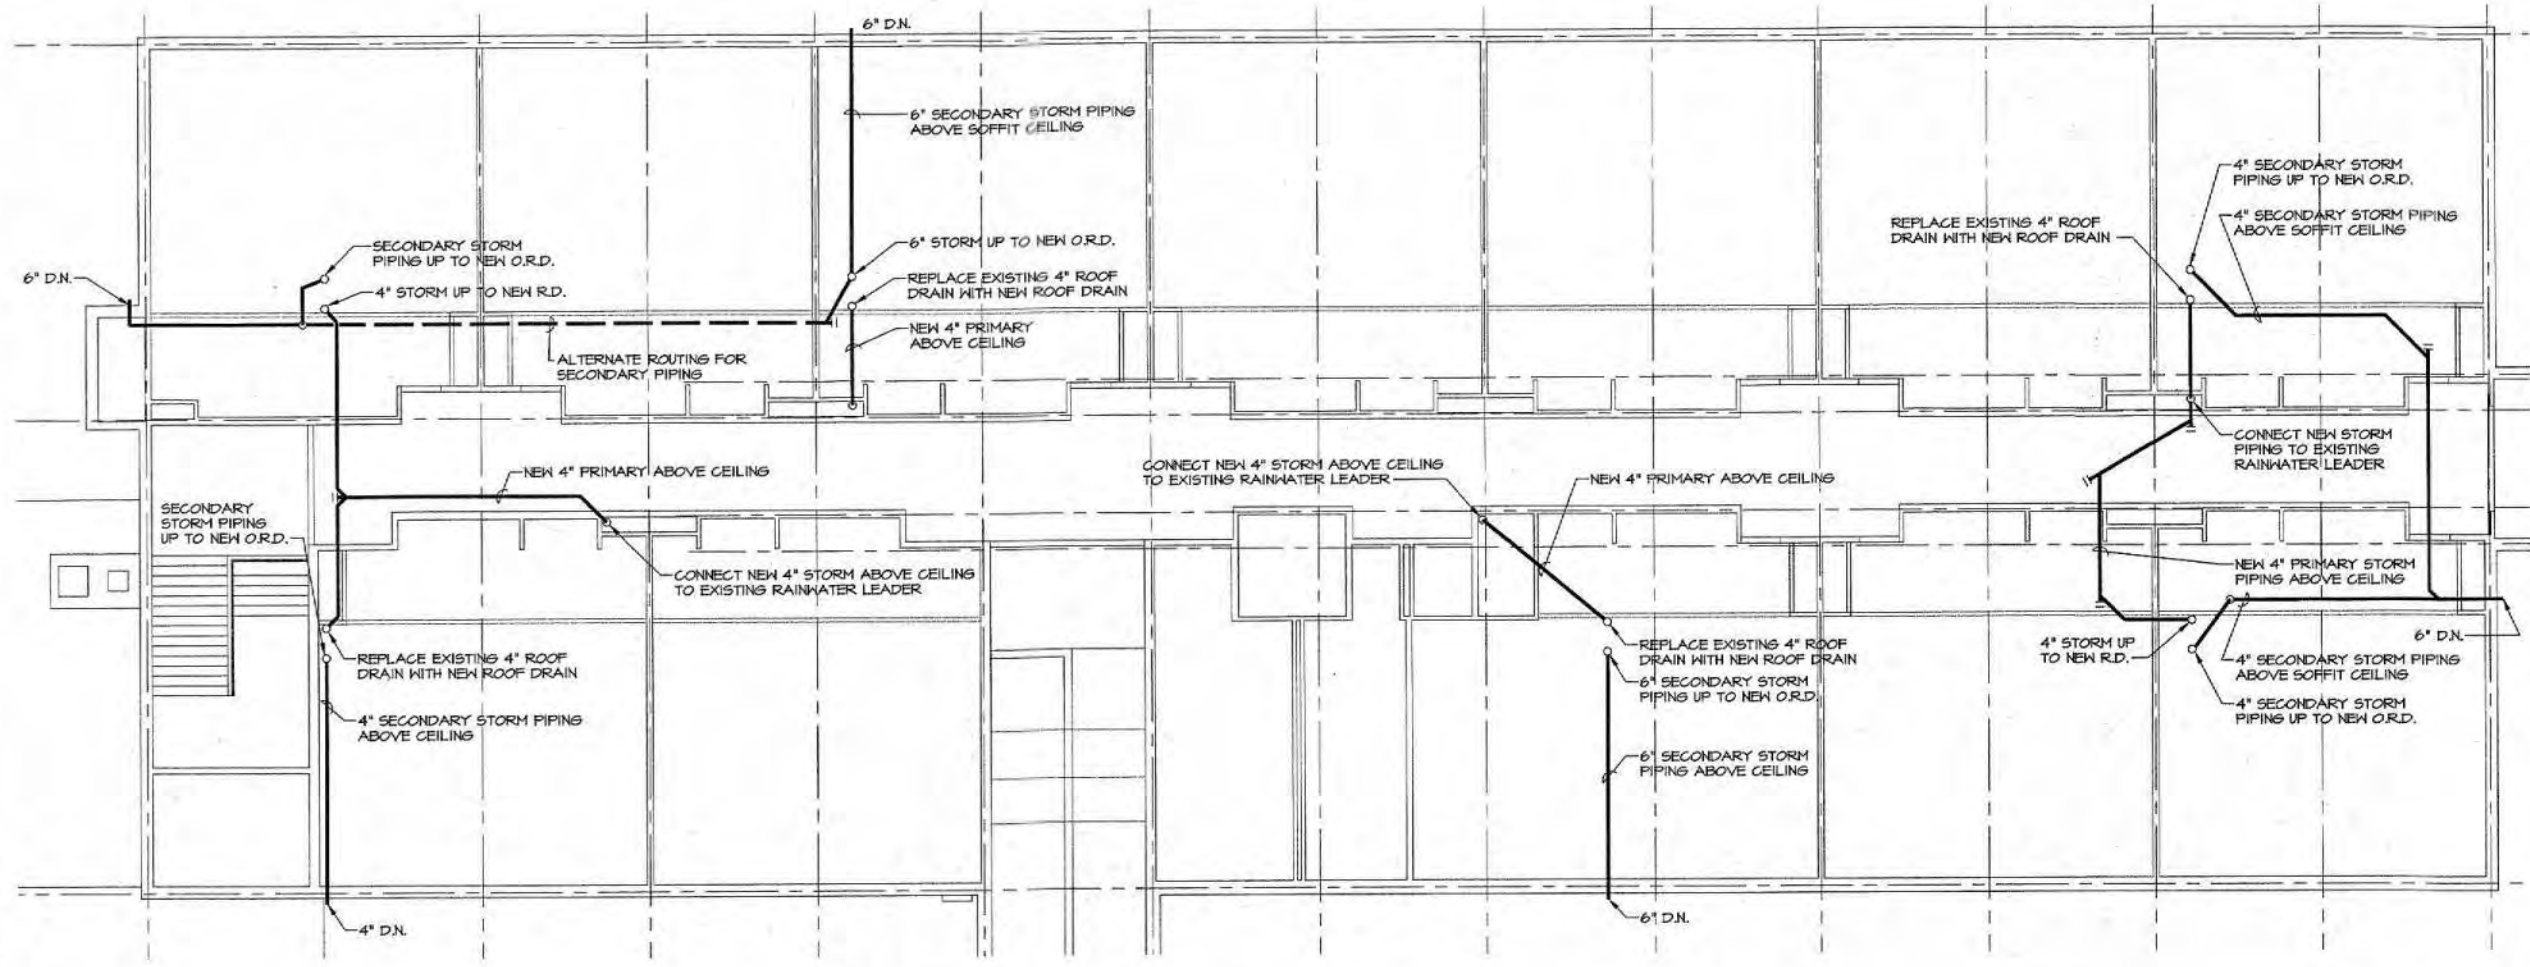 6" D.N.
6" SECONDARY STORM PIPING
ABOVE SOFFIT CEILING
6" STORM UP TO NEW O.R.D.
REPLACE EXISTING 4" ROOF
DRAIN WITH NEW ROOF DRAIN
NEW 4" PRIMARY
ABOVE CEILING
SECONDARY STORM
PIPING UP TO NEW O.R.D.
6" D.N.
4" STORM UP TO NEW R.D.
ALTERNATE ROUTING FOR
SECONDARY PIPING
4" SECONDARY STORM
PIPING UP TO NEW O.R.D.
REPLACE EXISTING 4" ROOF
DRAIN WITH NEW ROOF DRAIN
4" SECONDARY STORM PIPING
ABOVE SOFFIT CEILING
CONNECT NEW STORM
PIPING TO EXISTING
RAINWATER LEADER
NEW 4" PRIMARY ABOVE CEILING
SECONDARY
STORM PIPING
UP TO NEW O.R.D.
CONNECT NEW 4" STORM ABOVE CEILING
TO EXISTING RAINWATER LEADER
CONNECT NEW 4" STORM ABOVE CEILING
TO EXISTING RAINWATER LEADER
NEW 4" PRIMARY ABOVE CEILING
NEW 4" PRIMARY STORM
PIPING ABOVE CEILING
REPLACE EXISTING 4" ROOF
DRAIN WITH NEW ROOF DRAIN
4" SECONDARY STORM PIPING
ABOVE CEILING
4" D.N.
REPLACE EXISTING 4" ROOF
DRAIN WITH NEW ROOF DRAIN
6" SECONDARY STORM
PIPING UP TO NEW O.R.D.
6" SECONDARY STORM
PIPING ABOVE CEILING
6" D.N.
4" STORM UP
TO NEW R.D.
6" D.N.
4" SECONDARY STORM PIPING
ABOVE SOFFIT CEILING
4" SECONDARY STORM
PIPING UP TO NEW O.R.D.